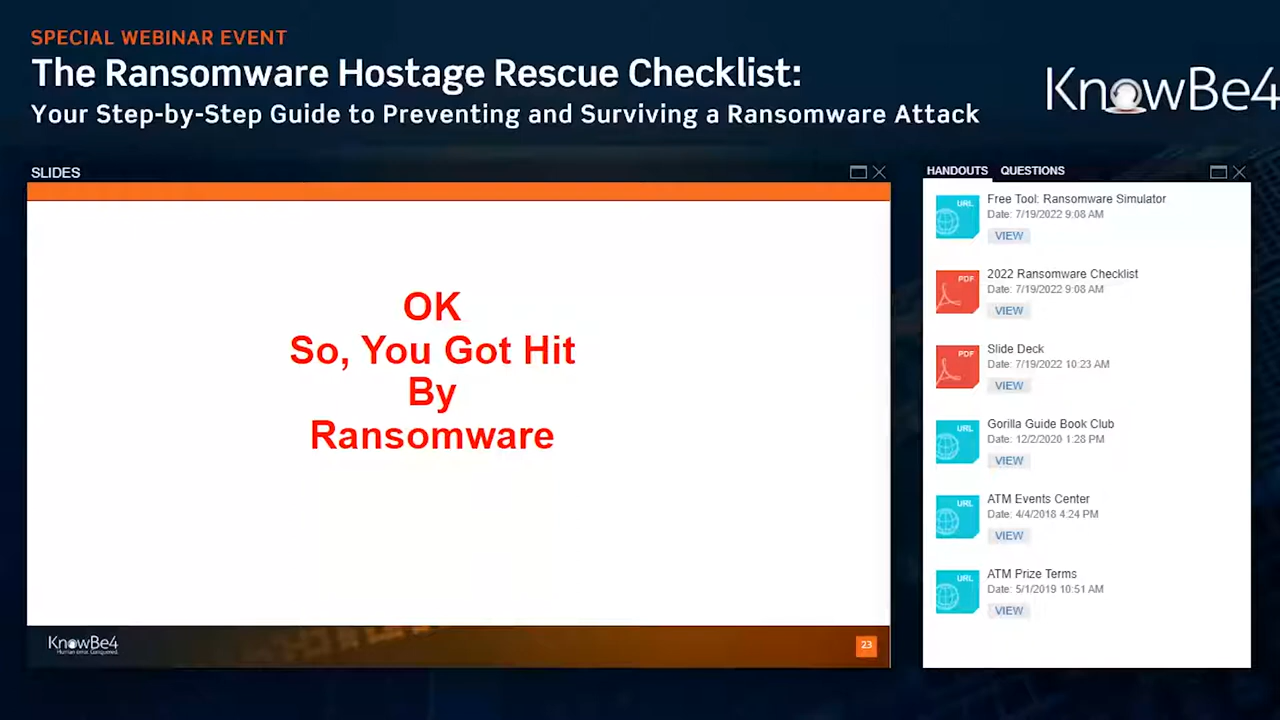 SPECIAL WEBINAR EVENT
The Ransomware Hostage Rescue Checklist:
Your Step-by-Step Guide to Preventing and Surviving a Ransomware Attack
KnowBe4
SLIDES
OK
So, You Got Hit
By
Ransomware
KnowBe4
Human error. Conquered.
23
HANDOUTS QUESTIONS
URL
Free Tool: Ransomware Simulator
Date: 7/19/2022 9:08 AM
VIEW
PDF
2022 Ransomware Checklist
Date: 7/19/2022 9:08 AM
VIEW
PDF
Slide Deck
Date: 7/19/2022 10:23 AM
VIEW
URL
Gorilla Guide Book Club
Date: 12/2/2020 1:28 PM
VIEW
URL
ATM Events Center
Date: 4/4/2018 4:24 PM
VIEW
URL
ATM Prize Terms
Date: 5/1/2019 10:51 AM
VIEW